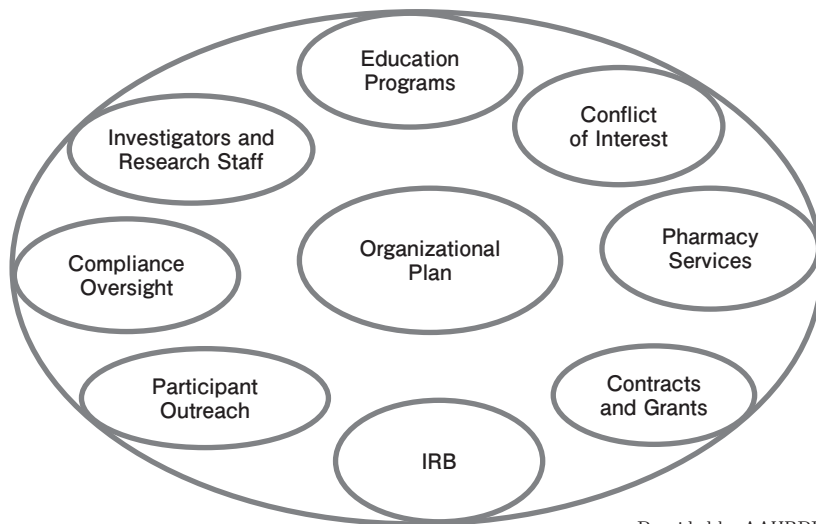 Education
Programs
Conflict
of Interest
Investigators and
Research Staff
Pharmacy
Services
Organizational
Plan
Compliance
Oversight
Contracts
and Grants
Participant
Outreach
IRB